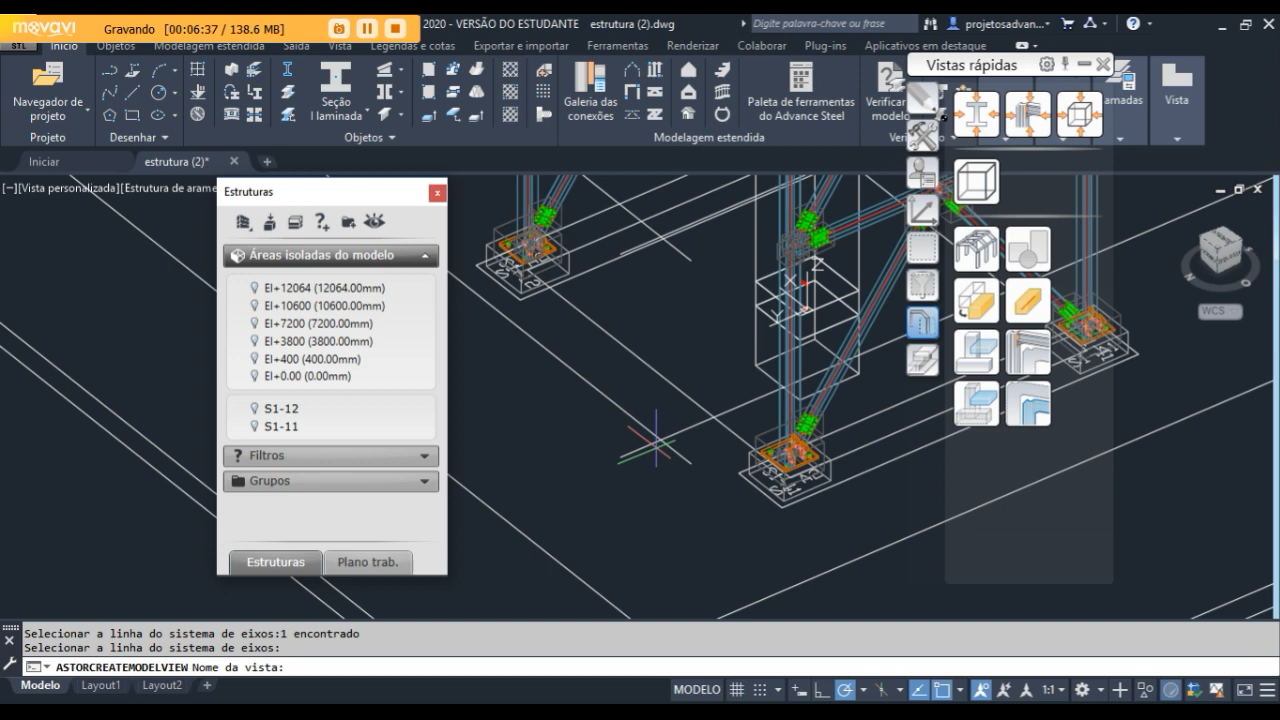 movavi
Gravando [00:06:37 / 138.6 MB]
2020 - VERSÃO DO ESTUDANTE estrutura (2).dwg
Digite palavra-chave ou frase
projetosadvan...
STL
Início Objetos Modelagem estendida Saída Vista Legendas e cotas Exportar e importar Ferramentas Renderizar Colaborar Plug-ins Aplicativos em destaque
Navegador de projeto
Seção I laminada
Galeria das conexões
Paleta de ferramentas do Advance Steel
Verificar modelo
amadas
Vista
Projeto Desenhar Objetos Modelagem estendida
Vistas rápidas
Iniciar estrutura (2)*
[−][Vista personalizada][Estrutura de arame
Estruturas
Áreas isoladas do modelo
El+12064 (12064.00mm)
El+10600 (10600.00mm)
El+7200 (7200.00mm)
El+3800 (3800.00mm)
El+400 (400.00mm)
El+0.00 (0.00mm)
S1-12
S1-11
Filtros
Grupos
Estruturas Plano trab.
X
Y
Z
N
WCS
Selecionar a linha do sistema de eixos:1 encontrado
Selecionar a linha do sistema de eixos:
ASTORCREATEMODELVIEW Nome da vista:
Modelo Layout1 Layout2
MODELO
1:1